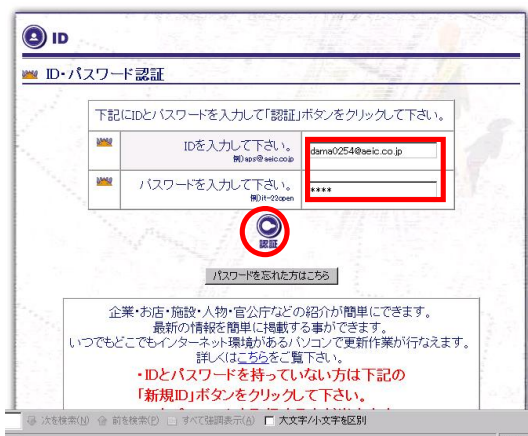 ID
ID・パスワード認証
下記にIDとパスワードを入力して「認証」ボタンをクリックして下さい。
IDを入力して下さい。
例)aps@aeic.co.jp
dama0254@aeic.co.jp
パスワードを入力して下さい。
例)it-22open
****
認証
パスワードを忘れた方はこちら
企業・お店・施設・人物・官公庁などの紹介が簡単にできます。
最新の情報を簡単に掲載する事ができます。
いつでもどこでもインターネット環境があるパソコンで更新作業が行なえます。
詳しくはこちらをご覧下さい。
・IDとパスワードを持っていない方は下記の
「新規ID」ボタンをクリックして下さい。
次を検索(N) 前を検索(P) すべて強調表示(A) 大文字/小文字を区別